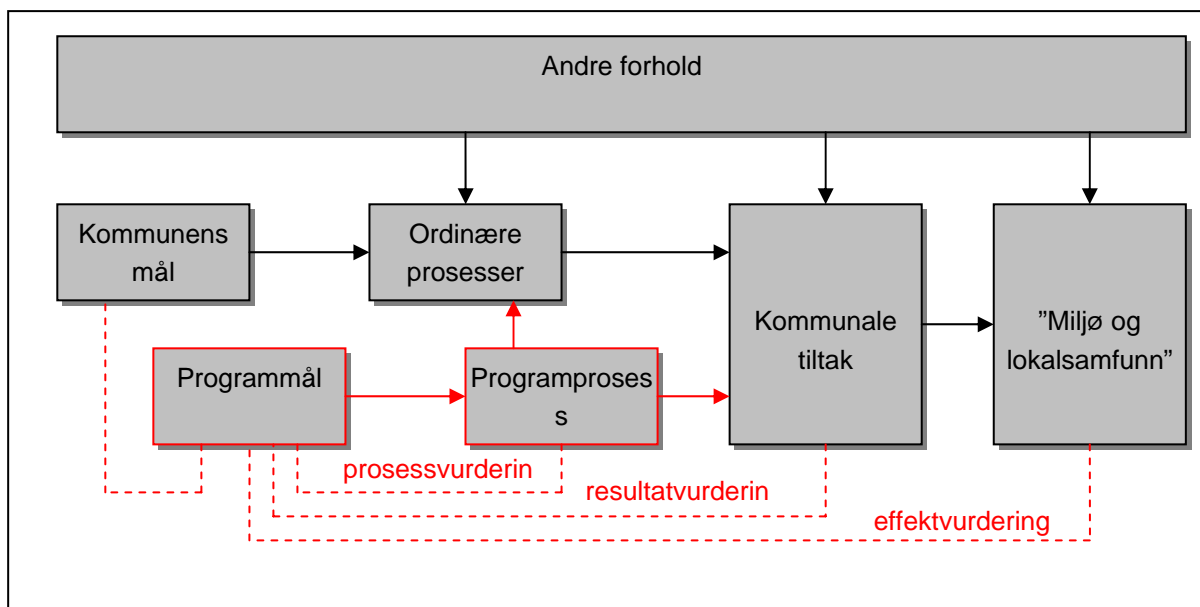 Andre forhold
Kommunens
mål
Ordinære
prosesser
Kommunale
tiltak
”Miljø og
lokalsamfunn”
Programmål
Programproses
s
prosessvurderin
resultatvurderin
effektvurdering